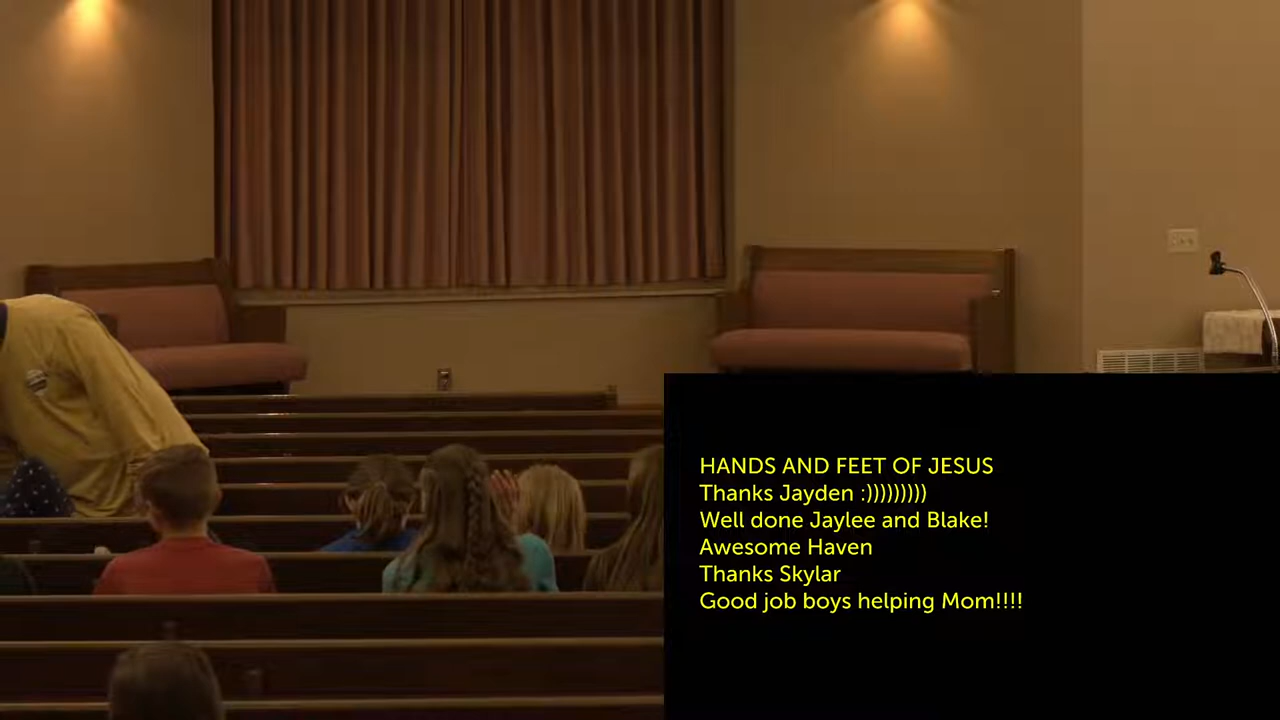 HANDS AND FEET OF JESUS
Thanks Jayden :)))))))))
Well done Jaylee and Blake!
Awesome Haven
Thanks Skylar
Good job boys helping Mom!!!!